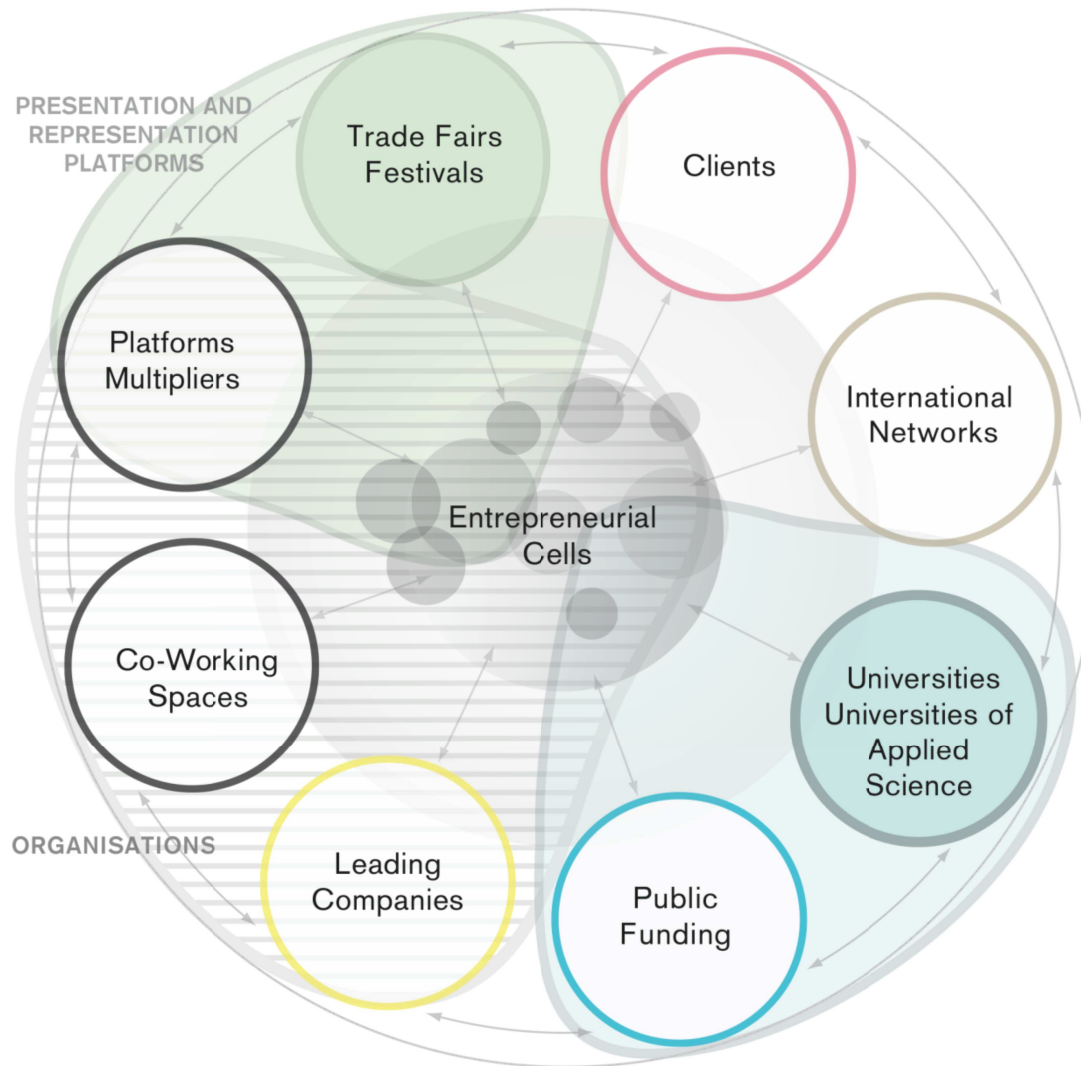 PRESENTATION AND
REPRESENTATION
PLATFORMS
Trade Fairs
Festivals
Clients
Platforms
Multipliers
International
Networks
Entrepreneurial
Cells
Co-Working
Spaces
Universities
Universities of
Applied
Science
ORGANISATIONS
Leading
Companies
Public
Funding